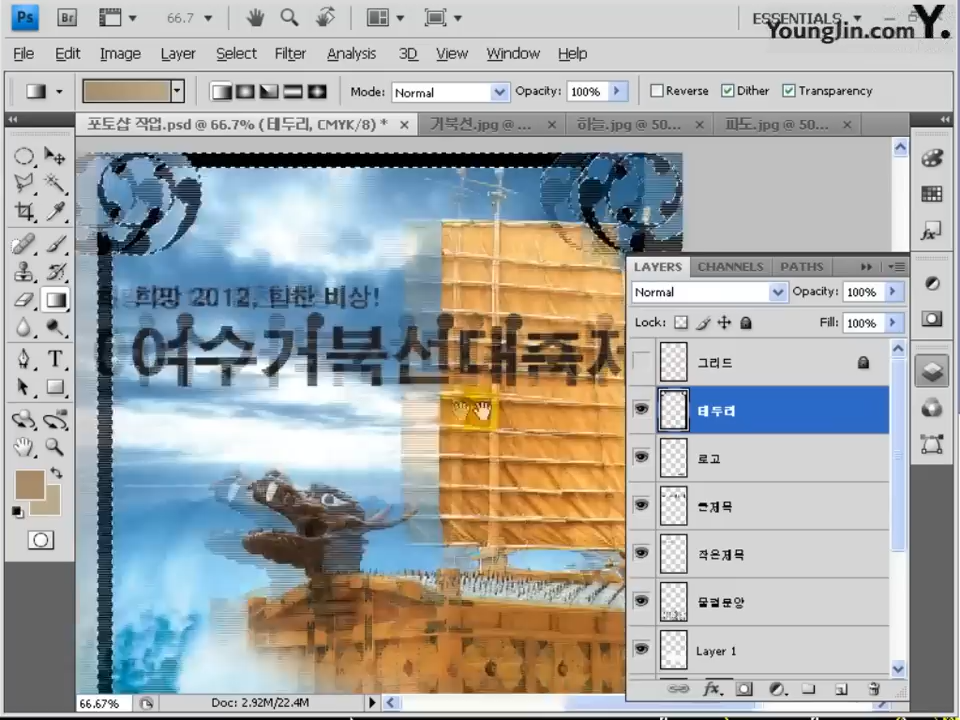 Ps Br 66.7 ESSENTIALS
YoungJin.com Y.
File Edit Image Layer Select Filter Analysis 3D View Window Help
Mode: Normal Opacity: 100% Reverse Dither Transparency
포토샵 작업.psd @ 66.7% (테두리, CMYK/8) * × 거북선.jpg @ ... × 하늘.jpg @ 50... × 파도.jpg @ 50... ×
희망 2012, 힘찬 비상!
여수거북선대축제
LAYERS CHANNELS PATHS
Normal Opacity: 100%
Lock: Fill: 100%
그리드
테두리
로고
큰제목
작은제목
물결문양
Layer 1
66.67% Doc: 2.92M/22.4M